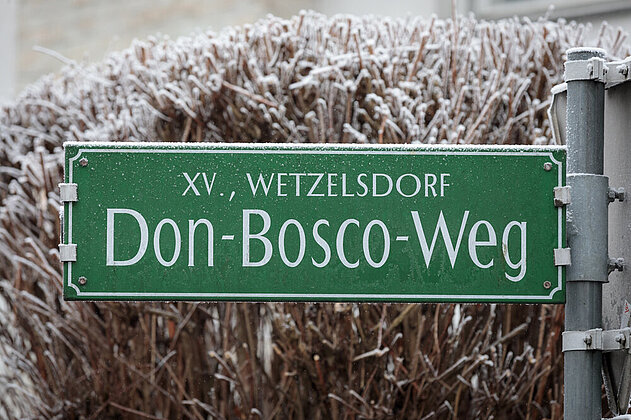 XV., WETZELSDORF
Don-Bosco-Weg